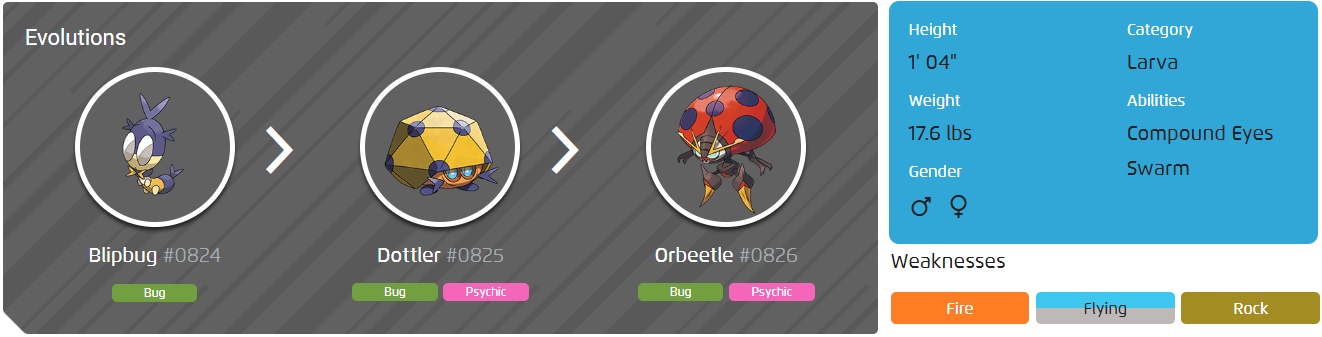 Evolutions
Blipbug #0824
Bug
Dottler #0825
Bug Psychic
Orbeetle #0826
Bug Psychic
Height
1' 04"
Weight
17.6 lbs
Gender
♂ ♀
Category
Larva
Abilities
Compound Eyes
Swarm
Weaknesses
Fire Flying Rock